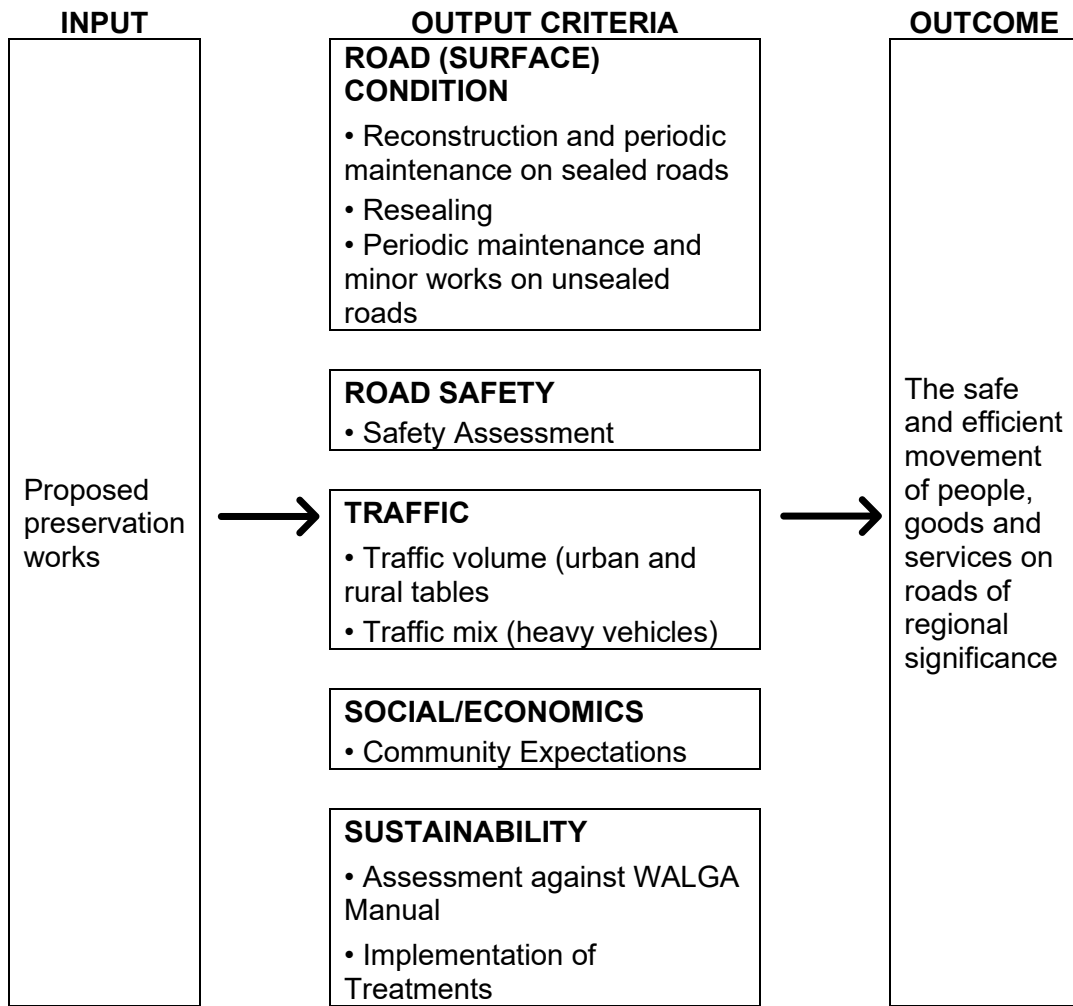 INPUT
Proposed
preservation
works
OUTPUT CRITERIA
ROAD (SURFACE)
CONDITION
• Reconstruction and periodic
maintenance on sealed roads
• Resealing
• Periodic maintenance and
minor works on unsealed
roads
ROAD SAFETY
• Safety Assessment
TRAFFIC
• Traffic volume (urban and
rural tables
• Traffic mix (heavy vehicles)
SOCIAL/ECONOMICS
• Community Expectations
SUSTAINABILITY
• Assessment against WALGA
Manual
• Implementation of
Treatments
OUTCOME
The safe
and efficient
movement
of people,
goods and
services on
roads of
regional
significance